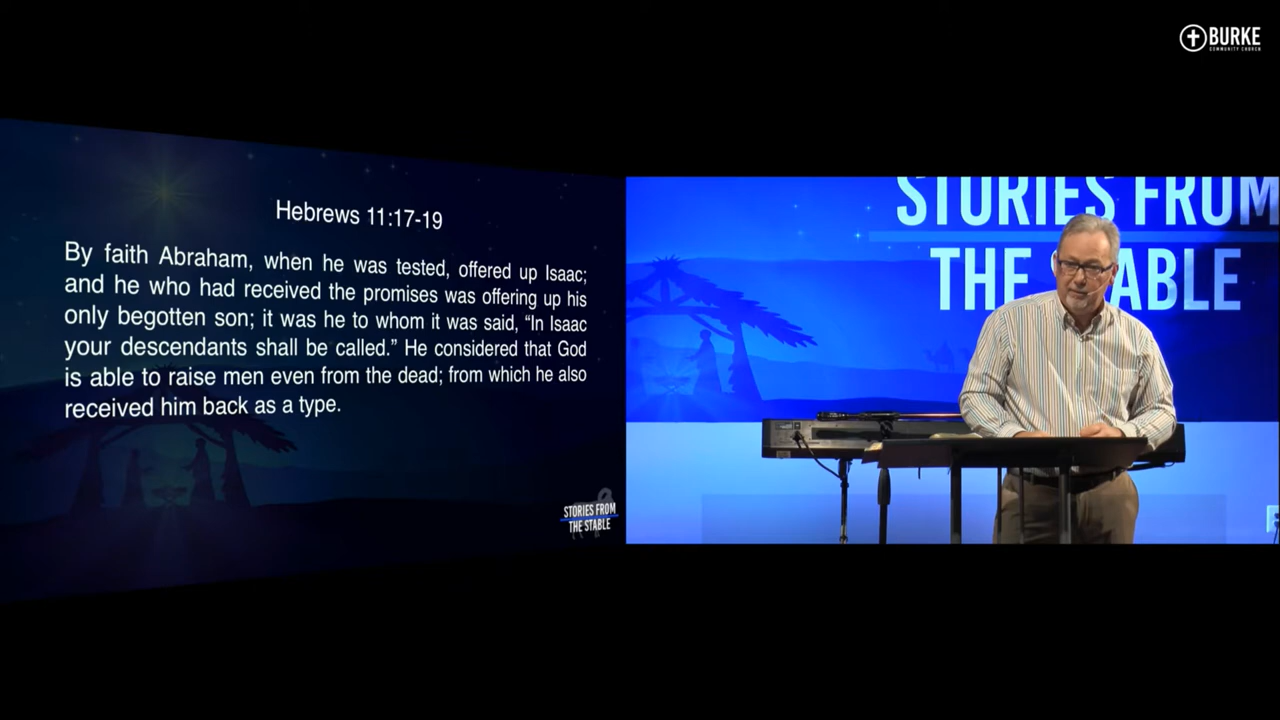 BURKE
COMMUNITY CHURCH
Hebrews 11:17-19
By faith Abraham, when he was tested, offered up Isaac;
and he who had received the promises was offering up his
only begotten son; it was he to whom it was said, “In Isaac
your descendants shall be called.” He considered that God
is able to raise men even from the dead; from which he also
received him back as a type.
STORIES FROM
THE STABLE
STORIES FROM
THE STABLE